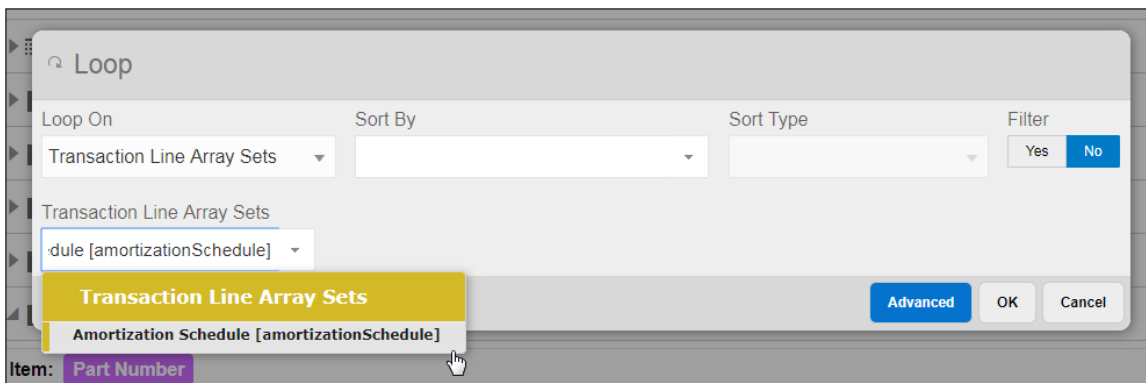 Loop
Loop On Sort By Sort Type Filter
Transaction Line Array Sets Yes No
Transaction Line Array Sets
dule [amortizationSchedule]
Transaction Line Array Sets
Advanced OK Cancel
Amortization Schedule [amortizationSchedule]
Item: Part Number